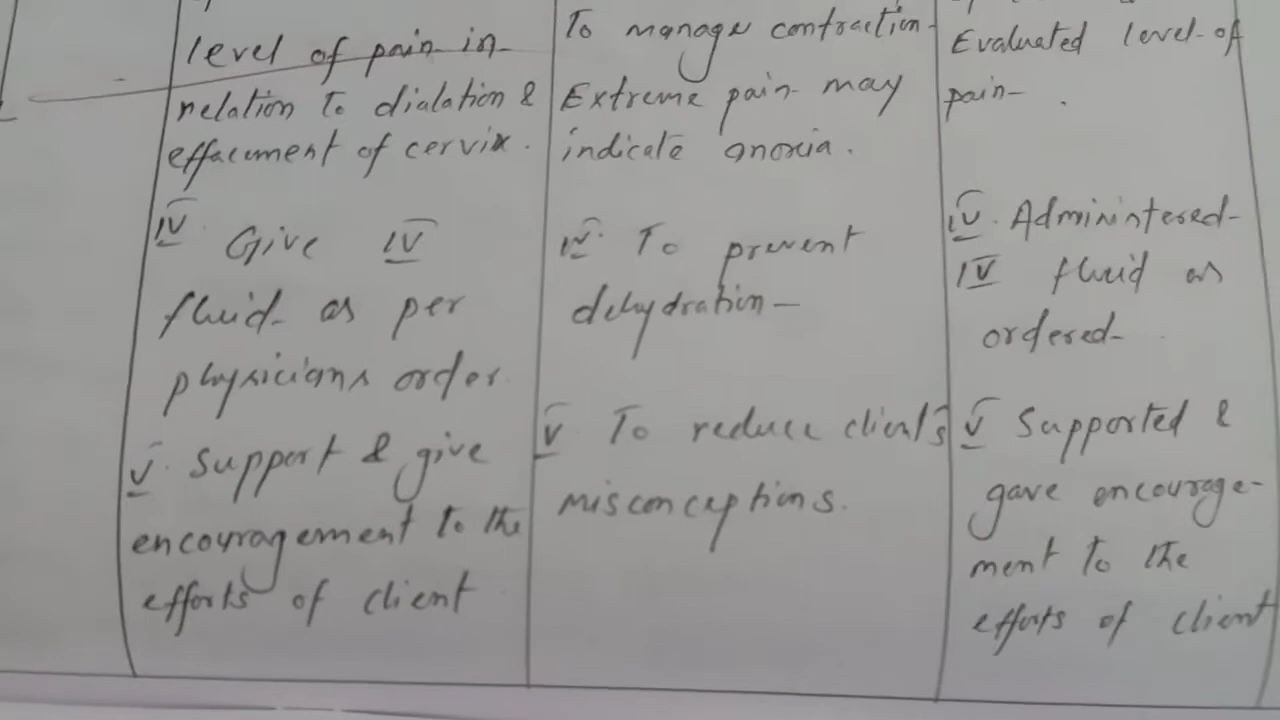 level of pain in
relation to dialation &
effacement of cervix.
IV Give IV
fluid as per
physicians order.
V. Support & give
encouragement to the
efforts of client
To manage contraction
Extreme pain may
indicate anoxia.
IV. To prevent
dehydration
V To reduce client's
misconceptions.
Evaluated level of
pain.
IV. Administered
IV fluid as
ordered
V Supported &
gave encourage-
ment to the
efforts of client